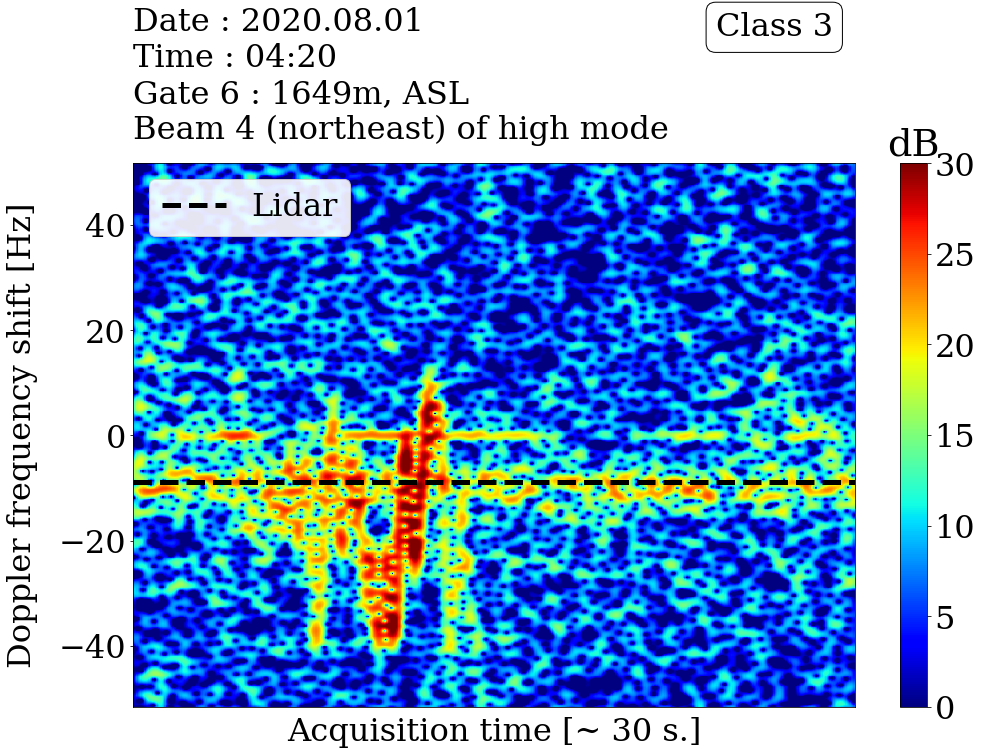 Date : 2020.08.01
Time : 04:20
Gate 6 : 1649m, ASL
Beam 4 (northeast) of high mode
Class 3
dB
Lidar
Doppler frequency shift [Hz]
40
20
0
−20
−40
Acquisition time [~ 30 s.]
30
25
20
15
10
5
0